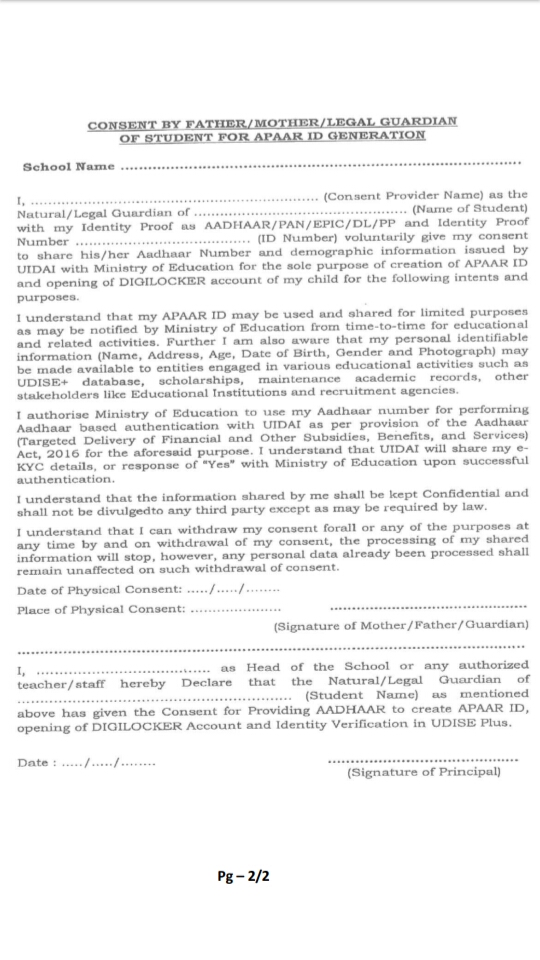 CONSENT BY FATHER/MOTHER/LEGAL GUARDIAN
OF STUDENT FOR APAAR ID GENERATION
School Name ........................................................................................................
I, ........................................................................ (Consent Provider Name) as the
Natural/Legal Guardian of ..................................................... (Name of Student)
with my Identity Proof as AADHAAR/PAN/EPIC/DL/PP and Identity Proof
Number ............................................. (ID Number) voluntarily give my consent
to share his/her Aadhaar Number and demographic information issued by
UIDAI with Ministry of Education for the sole purpose of creation of APAAR ID
and opening of DIGILOCKER account of my child for the following intents and
purposes.
I understand that my APAAR ID may be used and shared for limited purposes
as may be notified by Ministry of Education from time-to-time for educational
and related activities. Further I am also aware that my personal identifiable
information (Name, Address, Age, Date of Birth, Gender and Photograph) may
be made available to entities engaged in various educational activities such as
UDISE+ database, scholarships, maintenance academic records, other
stakeholders like Educational Institutions and recruitment agencies.
I authorise Ministry of Education to use my Aadhaar number for performing
Aadhaar based authentication with UIDAI as per provision of the Aadhaar
(Targeted Delivery of Financial and Other Subsidies, Benefits, and Services)
Act, 2016 for the aforesaid purpose. I understand that UIDAI will share my e-
KYC details, or response of "Yes" with Ministry of Education upon successful
authentication.
I understand that the information shared by me shall be kept Confidential and
shall not be divulgedto any third party except as may be required by law.
I understand that I can withdraw my consent forall or any of the purposes at
any time by and on withdrawal of my consent, the processing of my shared
information will stop, however, any personal data already been processed shall
remain unaffected on such withdrawal of consent.
Date of Physical Consent: ...../...../........
Place of Physical Consent: .......................
(Signature of Mother/Father/Guardian)
I, ............................................. as Head of the School or any authorized
teacher/staff hereby Declare that the Natural/Legal Guardian of
...................................................................... (Student Name) as mentioned
above has given the Consent for Providing AADHAAR to create APAAR ID,
opening of DIGILOCKER Account and Identity Verification in UDISE Plus.
Date : ...../...../........
(Signature of Principal)
Pg – 2/2